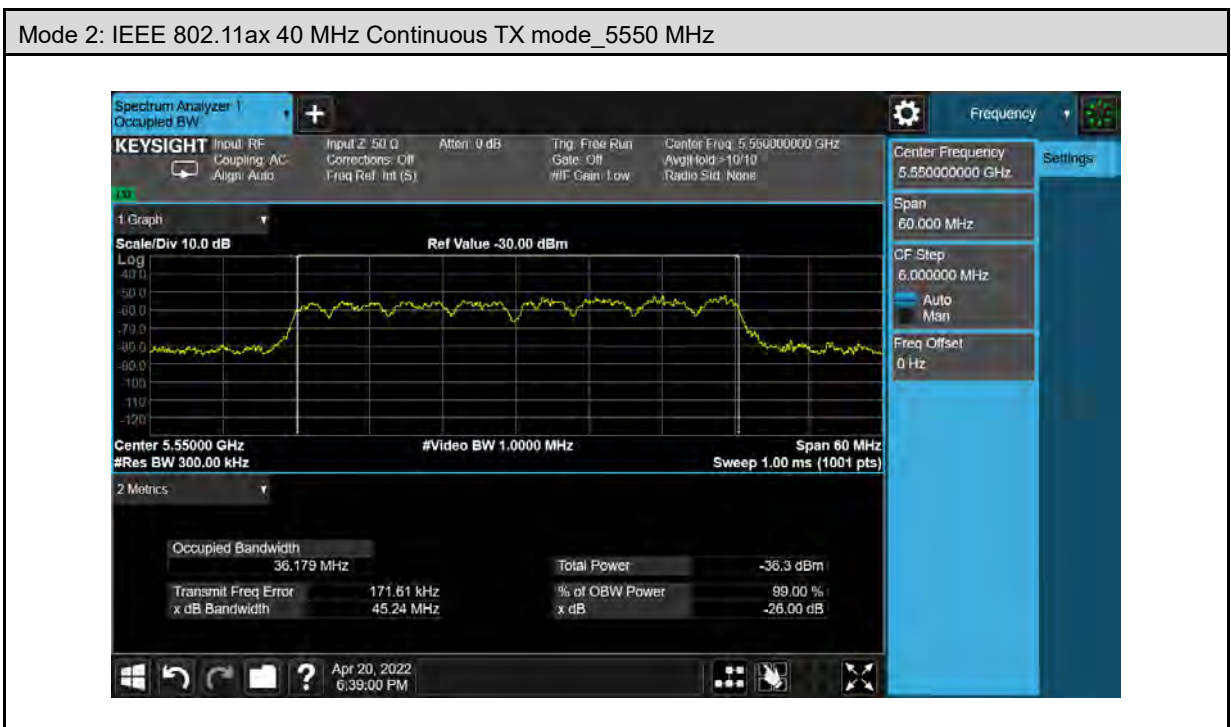 Mode 2: IEEE 802.11ax 40 MHz Continuous TX mode_5550 MHz
Spectrum Analyzer 1
Occupied BW
+
Frequency
KEYSIGHT
Input: RF
Coupling: AC
Align: Auto
Input Z: 50 Ω
Corrections: Off
Freq Ref: Int (S)
Atten: 0 dB
Trig: Free Run
Gate: Off
#IF Gain: Low
Center Freq: 5.550000000 GHz
Avg|Hold:>10/10
Radio Std: None
Center Frequency
5.550000000 GHz
Settings
Span
60.000 MHz
CF Step
6.000000 MHz
Auto
Man
Freq Offset
0 Hz
1 Graph
Scale/Div 10.0 dB
Ref Value -30.00 dBm
Log
-40.0
-50.0
-60.0
-70.0
-80.0
-90.0
-100
-110
-120
Center 5.55000 GHz
#Video BW 1.0000 MHz
Span 60 MHz
#Res BW 300.00 kHz
Sweep 1.00 ms (1001 pts)
2 Metrics
Occupied Bandwidth
36.179 MHz
Total Power
-36.3 dBm
Transmit Freq Error
171.61 kHz
% of OBW Power
99.00 %
x dB Bandwidth
45.24 MHz
x dB
-26.00 dB
?
Apr 20, 2022
6:39:00 PM